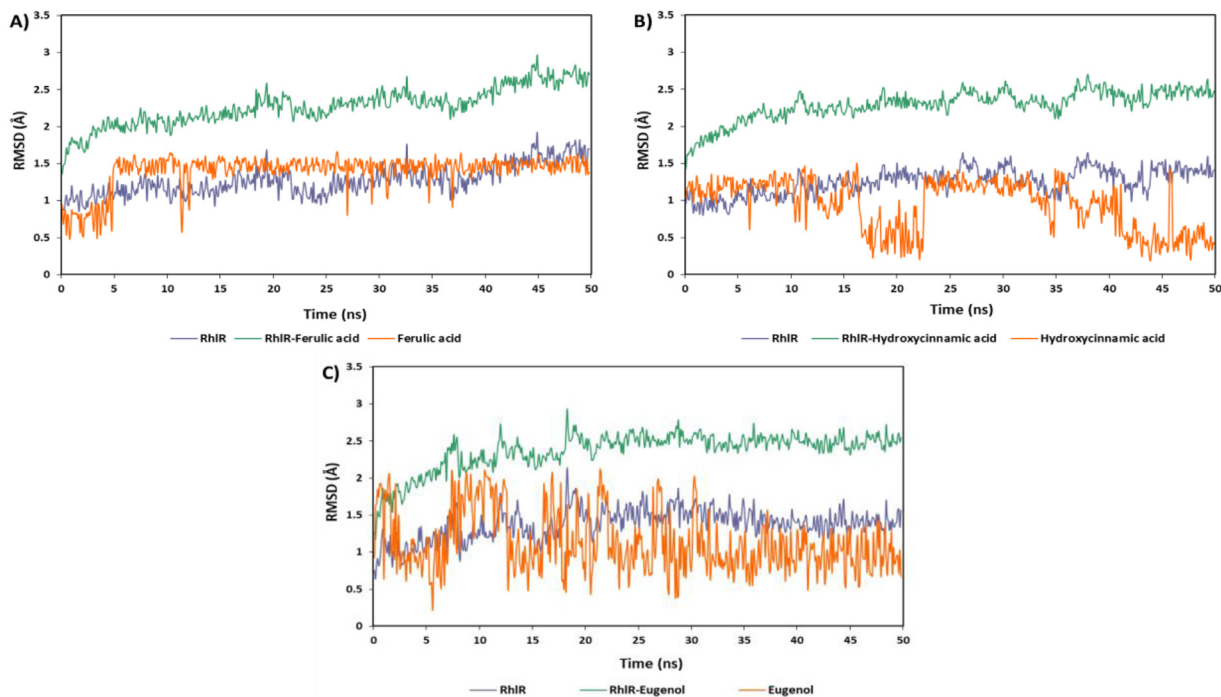 A)
3.5
3
2.5
2
1.5
1
0.5
0
RMSD (Å)
0 5 10 15 20 25 30 35 40 45 50
Time (ns)
RhlR RhlR-Ferulic acid Ferulic acid
B)
3.5
3
2.5
2
1.5
1
0.5
0
RMSD (Å)
0 5 10 15 20 25 30 35 40 45 50
Time (ns)
RhlR RhlR-Hydroxycinnamic acid Hydroxycinnamic acid
C)
3.5
3
2.5
2
1.5
1
0.5
0
RMSD (Å)
0 5 10 15 20 25 30 35 40 45 50
Time (ns)
RhlR RhlR-Eugenol Eugenol